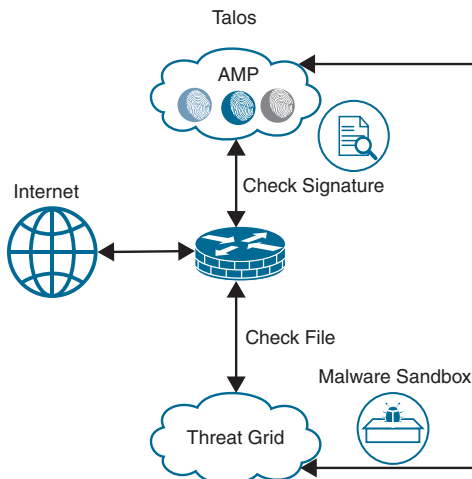 Talos
AMP
Check Signature
Internet
Check File
Malware Sandbox
Threat Grid